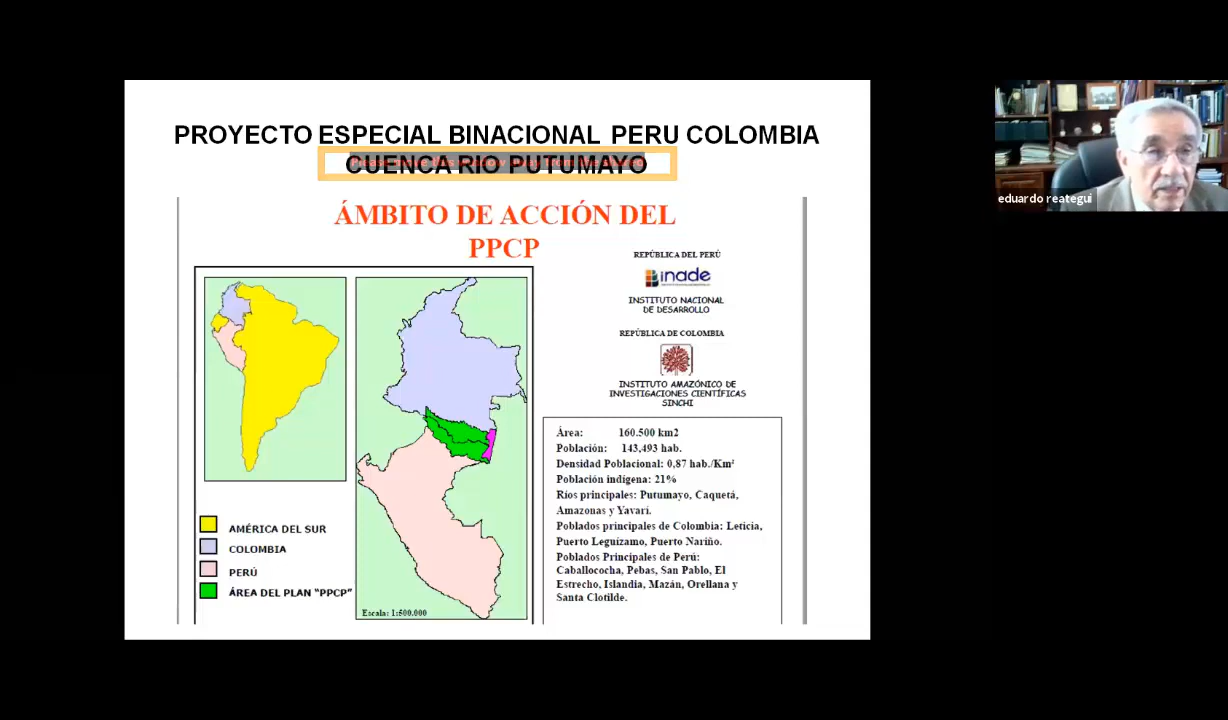 PROYECTO ESPECIAL BINACIONAL PERU COLOMBIA
CUENCA RIO PUTUMAYO
ÁMBITO DE ACCIÓN DEL
PPCP
REPÚBLICA DEL PERÚ
inade
INSTITUTO NACIONAL
DE DESARROLLO
REPÚBLICA DE COLOMBIA
INSTITUTO AMAZÓNICO DE
INVESTIGACIONES CIENTÍFICAS
SINCHI
AMÉRICA DEL SUR
COLOMBIA
PERÚ
ÁREA DEL PLAN “PPCP”
Escala: 1:500.000
Área: 160.500 km2
Población: 143,493 hab.
Densidad Poblacional: 0,87 hab./Km²
Población indígena: 21%
Ríos principales: Putumayo, Caquetá,
Amazonas y Yavarí.
Poblados principales de Colombia: Leticia,
Puerto Leguízamo, Puerto Nariño.
Poblados Principales de Perú:
Caballococha, Pebas, San Pablo, El
Estrecho, Islandia, Mazán, Orellana y
Santa Clotilde.
eduardo reategui